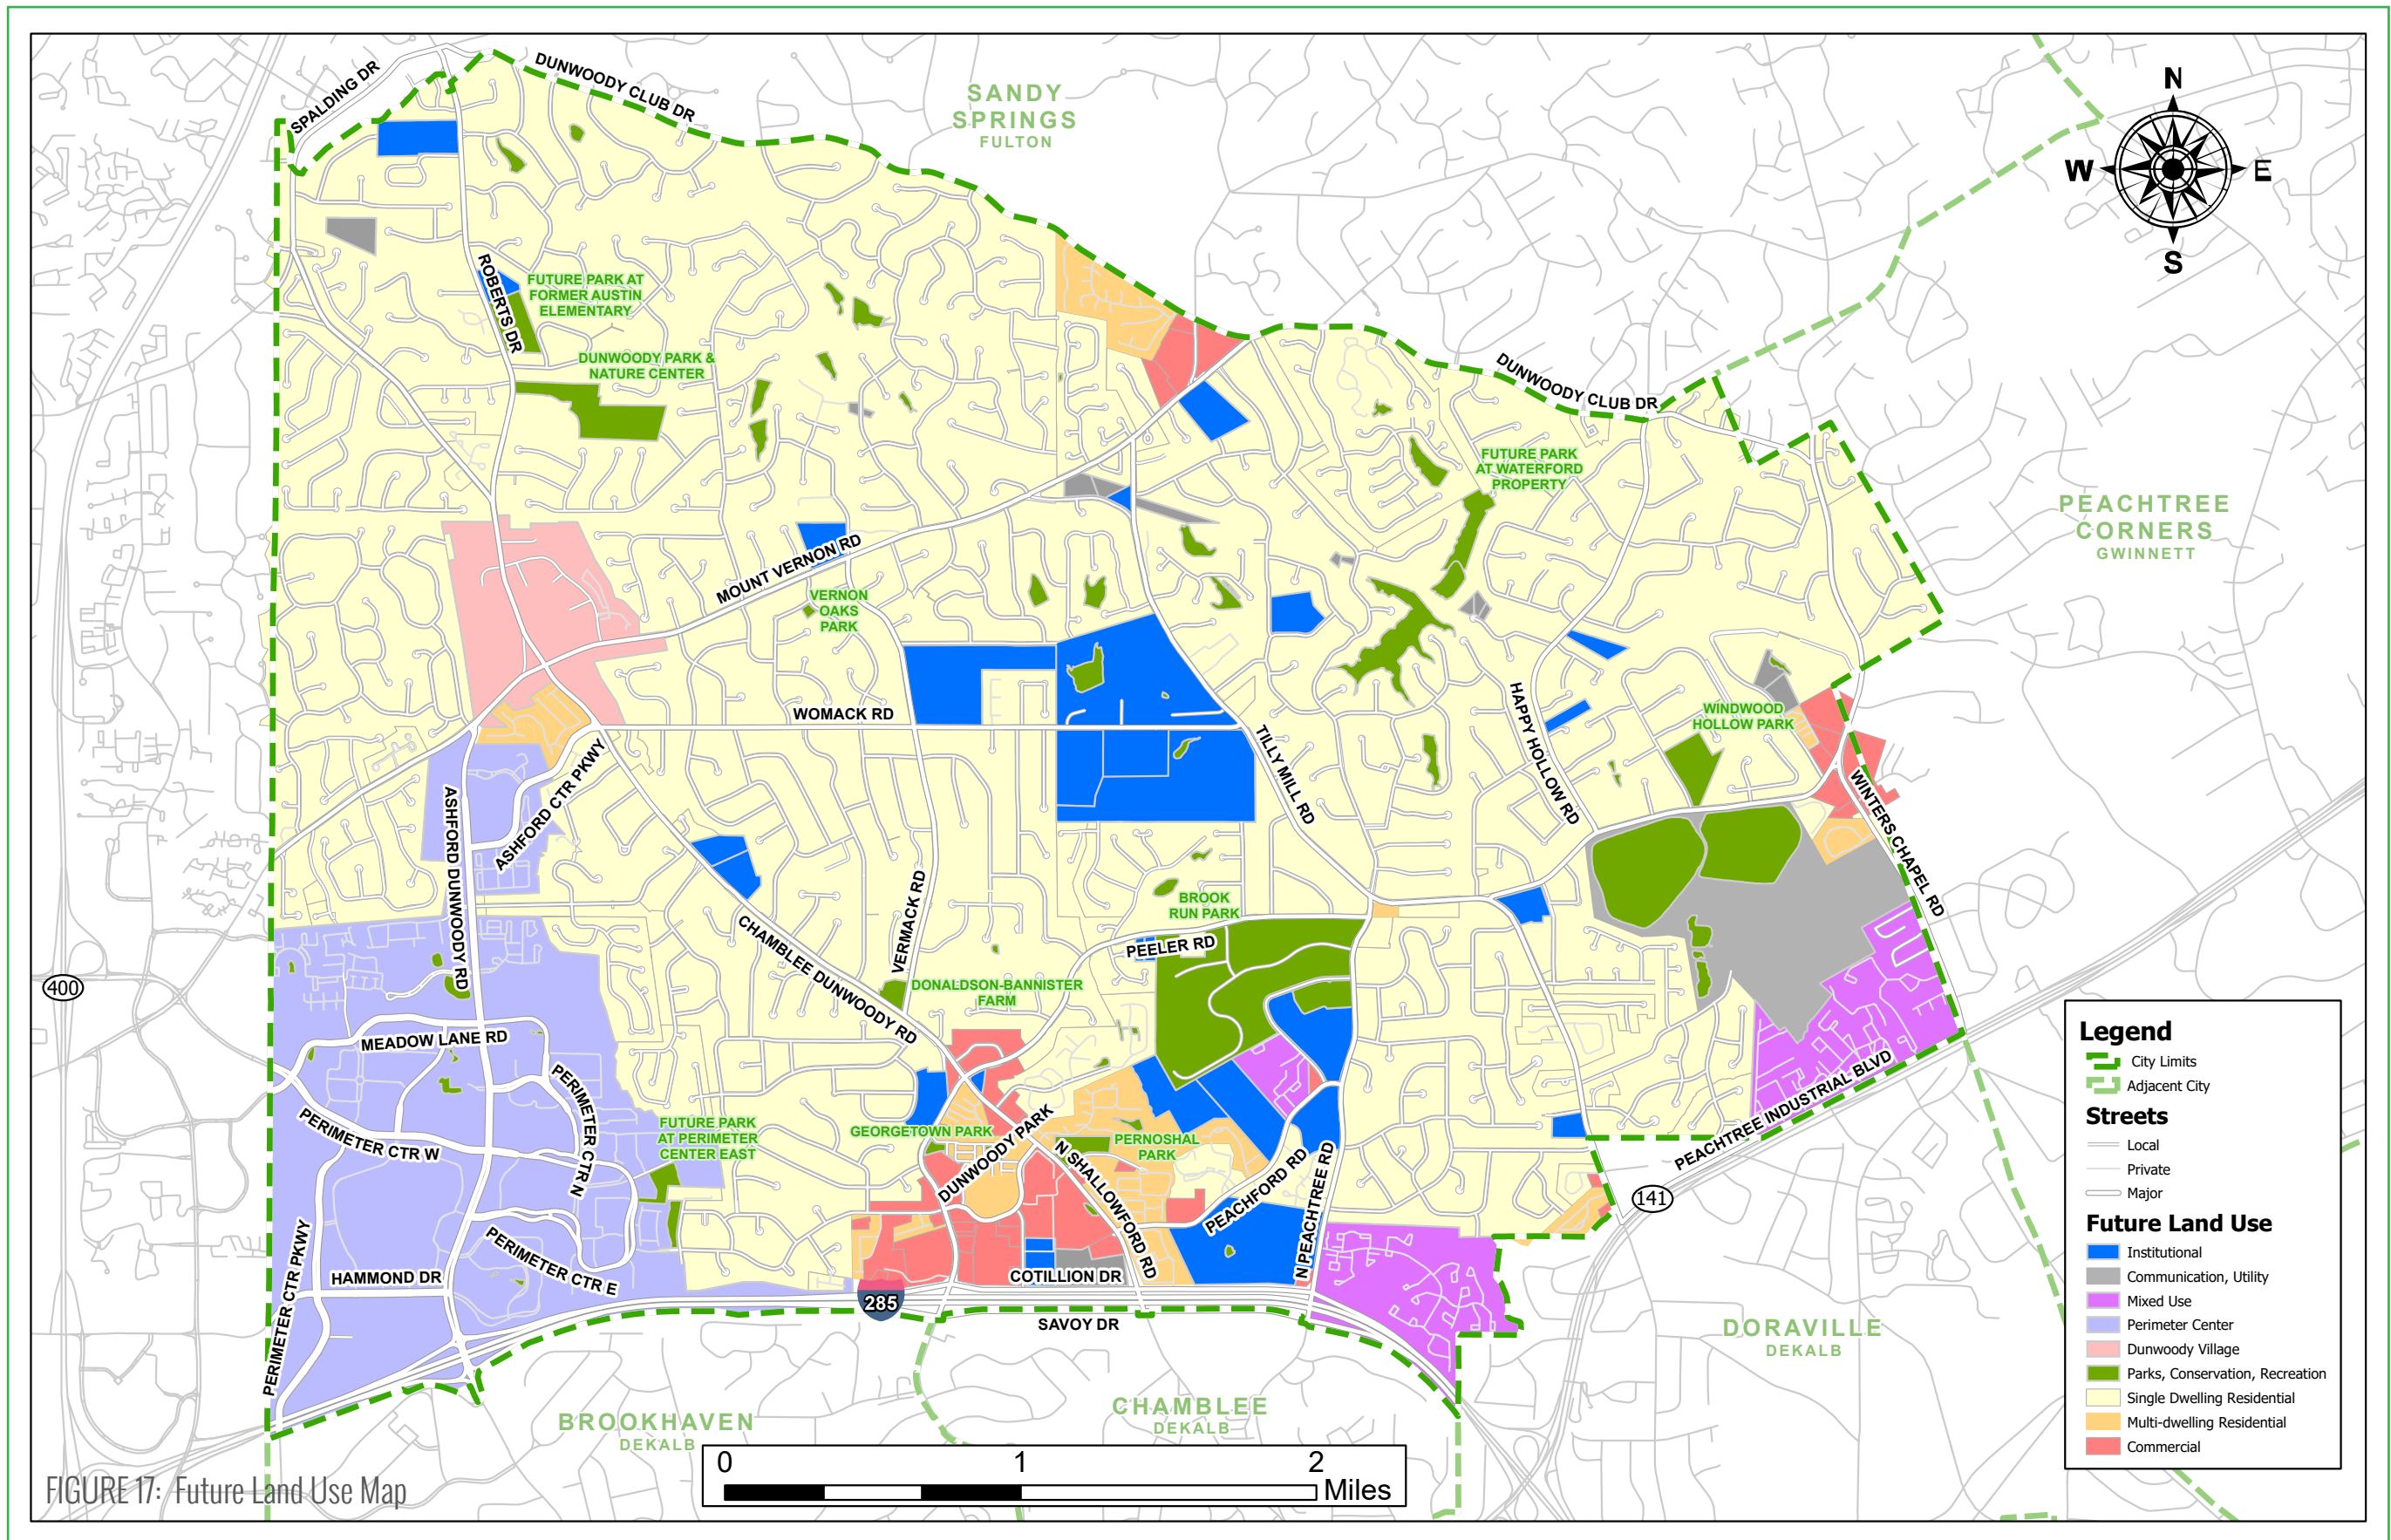 SPALDING DR
DUNWOODY CLUB DR
SANDY
SPRINGS
FULTON
N
W
E
S
ROBERTS DR
FUTURE PARK AT
FORMER AUSTIN
ELEMENTARY
DUNWOODY PARK &
NATURE CENTER
DUNWOODY CLUB DR
FUTURE PARK
AT WATERFORD
PROPERTY
PEACHTREE
CORNERS
GWINNETT
MOUNT VERNON RD
VERNON
OAKS
PARK
WOMACK RD
TILLY MILL RD
HAPPY HOLLOW RD
WINDWOOD
HOLLOW PARK
WINTERS CHAPEL RD
ASHFORD DUNWOODY RD
ASHFORD CTR PKWY
CHAMBLEE DUNWOODY RD
VERMACK RD
BROOK
RUN PARK
PEELER RD
DONALDSON-BANNISTER
FARM
400
MEADOW LANE RD
PERIMETER CTR N
PERIMETER CTR W
FUTURE PARK
AT PERIMETER
CENTER EAST
GEORGETOWN PARK
DUNWOODY PARK
N SHALLOWFORD RD
PERNOSHAL
PARK
PEACHFORD RD
N PEACHTREE RD
PEACHTREE INDUSTRIAL BLVD
141
PERIMETER CTR PKWY
HAMMOND DR
PERIMETER CTR E
285
COTILLION DR
SAVOY DR
BROOKHAVEN
DEKALB
CHAMBLEE
DEKALB
DORAVILLE
DEKALB
Legend
City Limits
Adjacent City
Streets
Local
Private
Major
Future Land Use
Institutional
Communication, Utility
Mixed Use
Perimeter Center
Dunwoody Village
Parks, Conservation, Recreation
Single Dwelling Residential
Multi-dwelling Residential
Commercial
0 1 2
Miles
FIGURE 17: Future Land Use Map